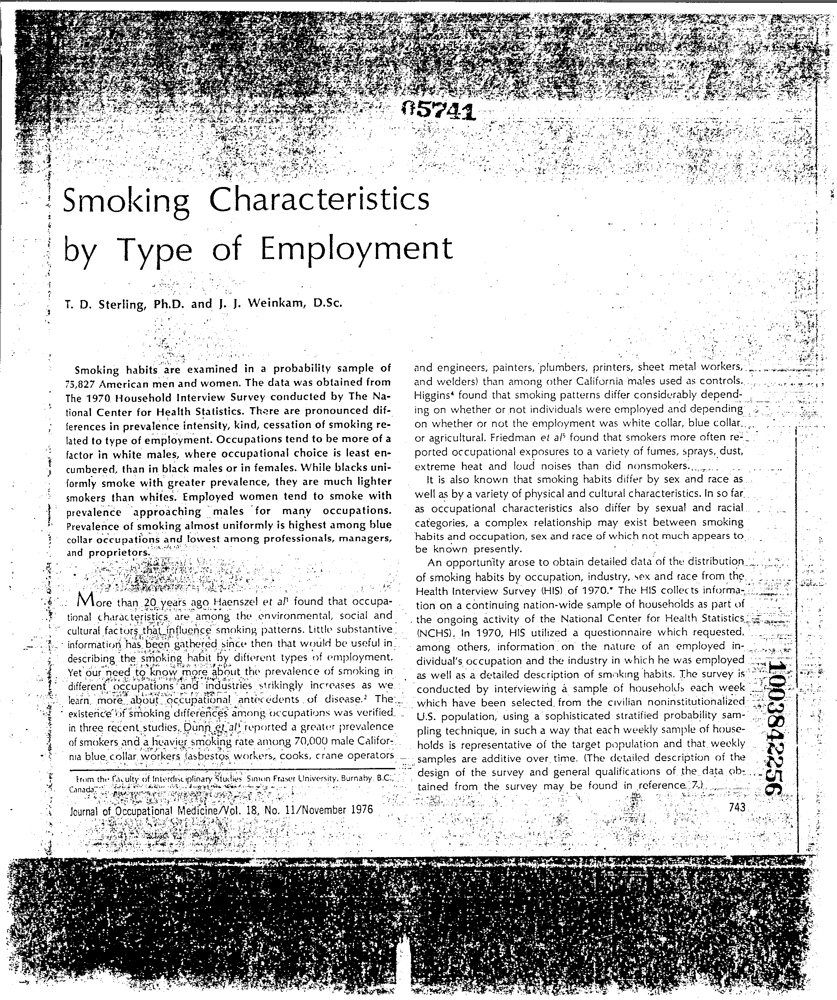 05741
Smoking Characteristics
by Type of Employment
T. D. Sterling, Ph.D. and J. J. Weinkam, D.Sc.
Smoking habits are examined in a probability sample of
75,827 American men and women. The data was obtained from
The 1970 Household Interview Survey conducted by The Na-
tional Center for Health Statistics. There are pronounced dif-
ferences in prevalence intensity, kind, cessation of smoking re-
lated to type of employment. Occupations tend to be more of a
factor in white males, where occupational choice is least en-
cumbered, than in black males or in females. While blacks uni-
formly smoke with greater prevalence, they are much lighter
smokers than whites. Employed women tend to smoke with
prevalence approaching males for many occupations.
Prevalence of smoking almost uniformly is highest among blue
collar occupations and lowest among professionals, managers,
and proprietors.
More than 20 years ago Haenszel et al¹ found that occupa-
tional characteristics are among the environmental, social and
cultural factors that influence smoking patterns. Little substantive
information has been gathered since then that would be useful in
describing the smoking habit by different types of employment.
Yet our need to know more about the prevalence of smoking in
different occupations and industries strikingly increases as we
learn more about occupational antecedents of disease.² The
existence of smoking differences among occupations was verified
in three recent studies. Dunn et al³ reported a greater prevalence
of smokers and a heavier smoking rate among 70,000 male Califor-
nia blue collar workers (asbestos workers, cooks, crane operators
From the Faculty of Interdisciplinary Studies Simon Fraser University, Burnaby, B.C.,
Canada
Journal of Occupational Medicine/Vol. 18, No. 11/November 1976
and engineers, painters, plumbers, printers, sheet metal workers,
and welders) than among other California males used as controls.
Higgins⁴ found that smoking patterns differ considerably depend-
ing on whether or not individuals were employed and depending
on whether or not the employment was white collar, blue collar
or agricultural. Friedman et al⁵ found that smokers more often re-
ported occupational exposures to a variety of fumes, sprays, dust,
extreme heat and loud noises than did nonsmokers.
It is also known that smoking habits differ by sex and race as
well as by a variety of physical and cultural characteristics. In so far
as occupational characteristics also differ by sexual and racial
categories, a complex relationship may exist between smoking
habits and occupation, sex and race of which not much appears to
be known presently.
An opportunity arose to obtain detailed data of the distribution
of smoking habits by occupation, industry, sex and race from the
Health Interview Survey (HIS) of 1970.* The HIS collects informa-
tion on a continuing nation-wide sample of households as part of
the ongoing activity of the National Center for Health Statistics
(NCHS). In 1970, HIS utilized a questionnaire which requested,
among others, information on the nature of an employed in-
dividual's occupation and the industry in which he was employed
as well as a detailed description of smoking habits. The survey is
conducted by interviewing a sample of households each week
which have been selected from the civilian noninstitutionalized
U.S. population, using a sophisticated stratified probability sam-
pling technique, in such a way that each weekly sample of house-
holds is representative of the target population and that weekly
samples are additive over time. (The detailed description of the
design of the survey and general qualifications of the data ob-
tained from the survey may be found in reference 7.)
743
1003842256